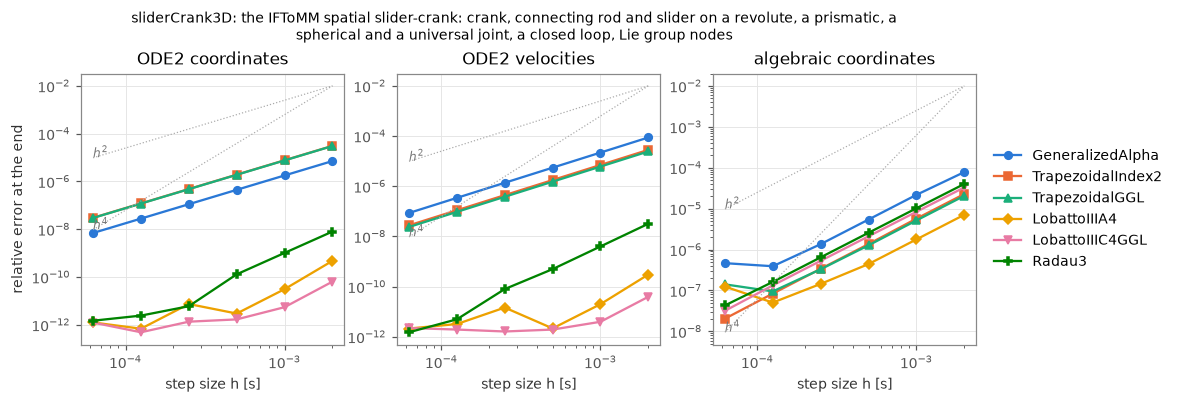 sliderCrank3D: the IFToMM spatial slider-crank: crank, connecting rod and slider on a revolute, a prismatic, a
spherical and a universal joint, a closed loop, Lie group nodes
ODE2 coordinates
ODE2 velocities
algebraic coordinates
relative error at the end
10⁻²
10⁻⁴
10⁻⁶
10⁻⁸
10⁻¹⁰
10⁻¹²
h²
h⁴
10⁻⁴
10⁻³
step size h [s]
10⁻²
10⁻⁴
10⁻⁶
10⁻⁸
10⁻¹⁰
10⁻¹²
h²
h⁴
10⁻⁴
10⁻³
step size h [s]
10⁻²
10⁻³
10⁻⁴
10⁻⁵
10⁻⁶
10⁻⁷
10⁻⁸
h²
h⁴
10⁻⁴
10⁻³
step size h [s]
GeneralizedAlpha
TrapezoidalIndex2
TrapezoidalGGL
LobattoIIIA4
LobattoIIIC4GGL
Radau3